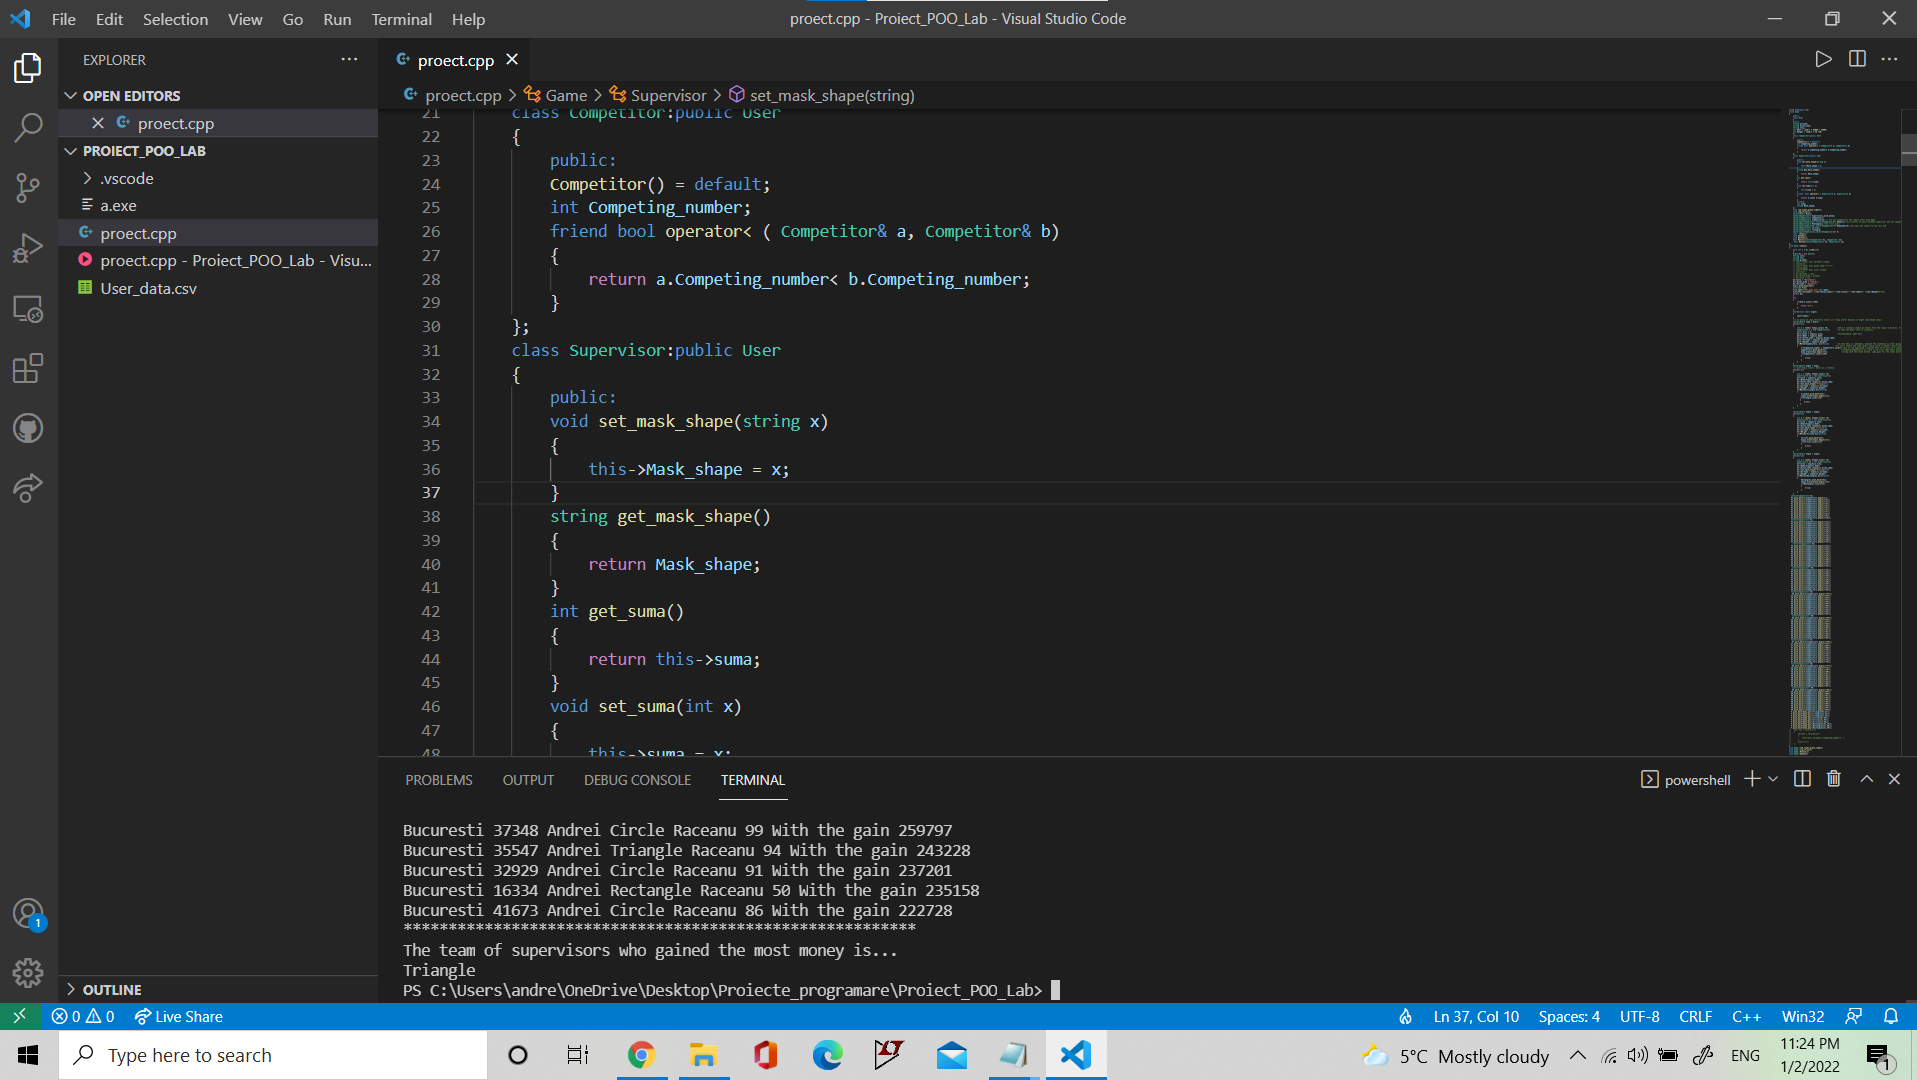 File Edit Selection View Go Run Terminal Help
proect.cpp - Proiect_POO_Lab - Visual Studio Code
EXPLORER
OPEN EDITORS
proect.cpp
PROIECT_POO_LAB
.vscode
a.exe
proect.cpp
proect.cpp - Proiect_POO_Lab - Visu...
User_data.csv
OUTLINE
proect.cpp
proect.cpp > Game > Supervisor > set_mask_shape(string)
21 class Competitor:public User
22 {
23 public:
24 Competitor() = default;
25 int Competing_number;
26 friend bool operator< ( Competitor& a, Competitor& b)
27 {
28 return a.Competing_number< b.Competing_number;
29 }
30 };
31 class Supervisor:public User
32 {
33 public:
34 void set_mask_shape(string x)
35 {
36 this->Mask_shape = x;
37 }
38 string get_mask_shape()
39 {
40 return Mask_shape;
41 }
42 int get_suma()
43 {
44 return this->suma;
45 }
46 void set_suma(int x)
47 {
48 this->suma = x;
PROBLEMS OUTPUT DEBUG CONSOLE TERMINAL
powershell
Bucuresti 37348 Andrei Circle Raceanu 99 With the gain 259797
Bucuresti 35547 Andrei Triangle Raceanu 94 With the gain 243228
Bucuresti 32929 Andrei Circle Raceanu 91 With the gain 237201
Bucuresti 16334 Andrei Rectangle Raceanu 50 With the gain 235158
Bucuresti 41673 Andrei Circle Raceanu 86 With the gain 222728
*********************************************************
The team of supervisors who gained the most money is...
Triangle
PS C:\Users\andre\OneDrive\Desktop\Proiecte_programare\Proiect_POO_Lab>
1
0 0 Live Share
Ln 37, Col 10 Spaces: 4 UTF-8 CRLF C++ Win32
Type here to search
5°C Mostly cloudy
ENG
11:24 PM
1/2/2022
1